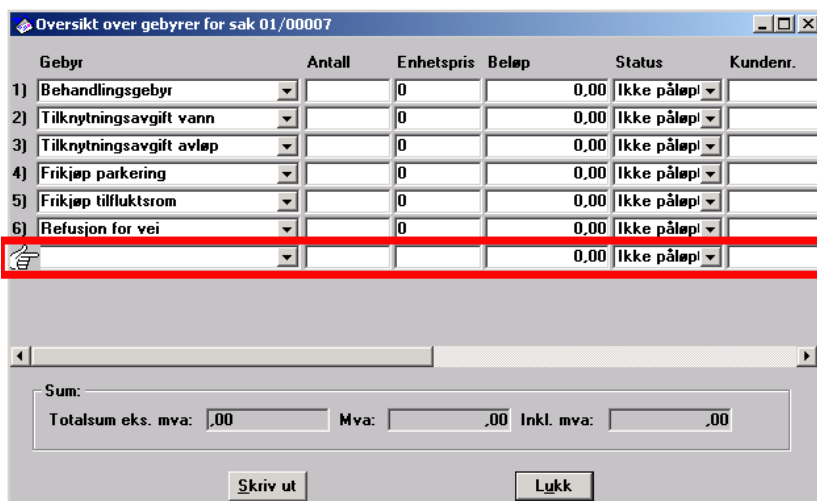 Oversikt over gebyrer for sak 01/00007
Gebyr Antall Enhetspris Beløp Status Kundenr.
1) Behandlingsgebyr 0 0,00 Ikke påløpt
2) Tilknytningsavgift vann 0 0,00 Ikke påløpt
3) Tilknytningsavgift avløp 0 0,00 Ikke påløpt
4) Frikjøp parkering 0 0,00 Ikke påløpt
5) Frikjøp tilfluktsrom 0 0,00 Ikke påløpt
6) Refusjon for vei 0 0,00 Ikke påløpt
0,00 Ikke påløpt
Sum:
Totalsum eks. mva: ,00 Mva: ,00 Inkl. mva: ,00
Skriv ut Lukk